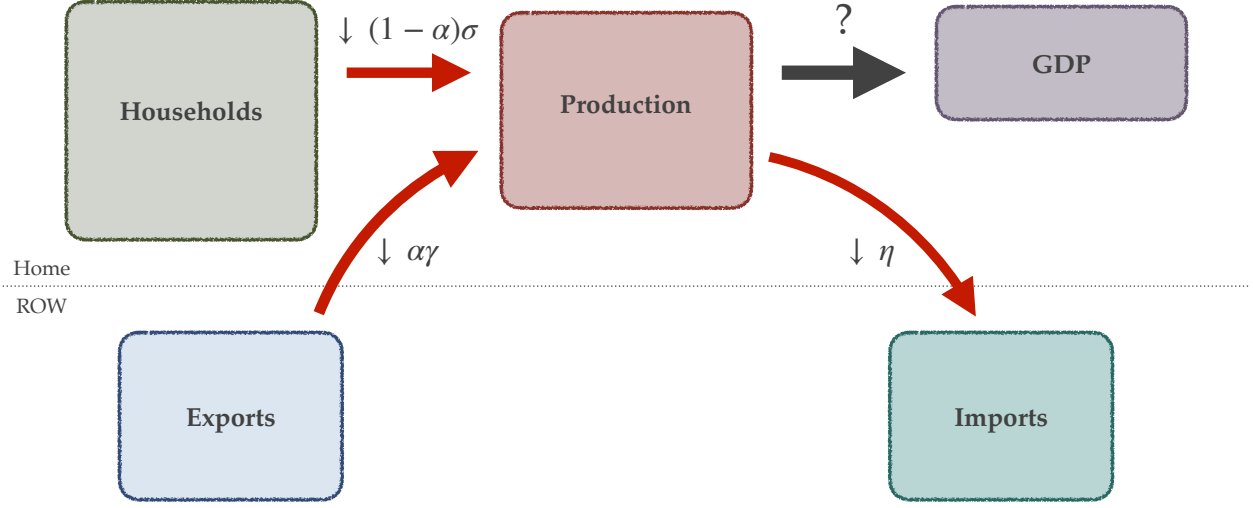 ↓ (1 − α)σ
?
Households
Production
GDP
↓ αγ
↓ η
Home
ROW
Exports
Imports